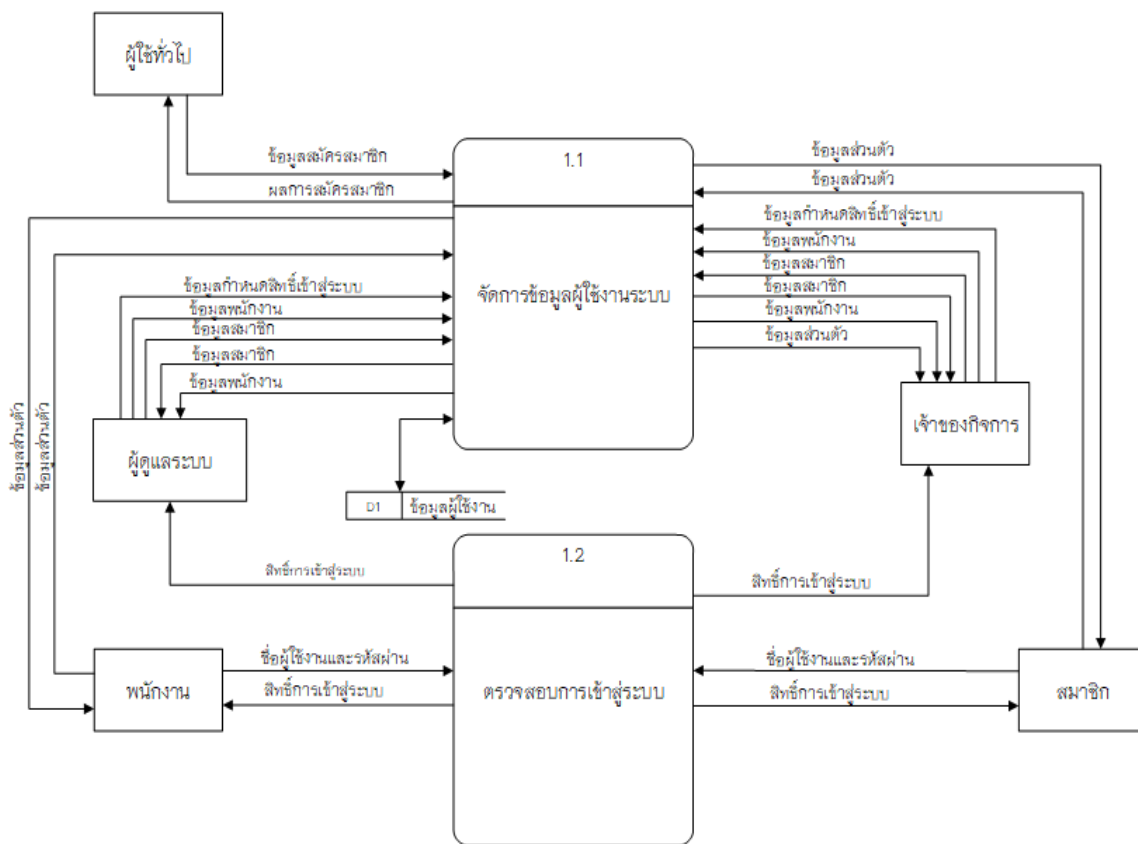 ผู้ใช้ทั่วไป
ข้อมูลสมัครสมาชิก
ผลการสมัครสมาชิก
1.1
จัดการข้อมูลผู้ใช้งานระบบ
ข้อมูลส่วนตัว
ข้อมูลส่วนตัว
ข้อมูลกำหนดสิทธิ์เข้าสู่ระบบ
ข้อมูลพนักงาน
ข้อมูลสมาชิก
ข้อมูลสมาชิก
ข้อมูลพนักงาน
ข้อมูลส่วนตัว
ข้อมูลกำหนดสิทธิ์เข้าสู่ระบบ
ข้อมูลพนักงาน
ข้อมูลสมาชิก
ข้อมูลสมาชิก
ข้อมูลพนักงาน
เจ้าของกิจการ
ผู้ดูแลระบบ
ข้อมูลส่วนตัว
ข้อมูลส่วนตัว
D1 ข้อมูลผู้ใช้งาน
1.2
ตรวจสอบการเข้าสู่ระบบ
สิทธิ์การเข้าสู่ระบบ
สิทธิ์การเข้าสู่ระบบ
ชื่อผู้ใช้งานและรหัสผ่าน
สิทธิ์การเข้าสู่ระบบ
พนักงาน
ชื่อผู้ใช้งานและรหัสผ่าน
สิทธิ์การเข้าสู่ระบบ
สมาชิก